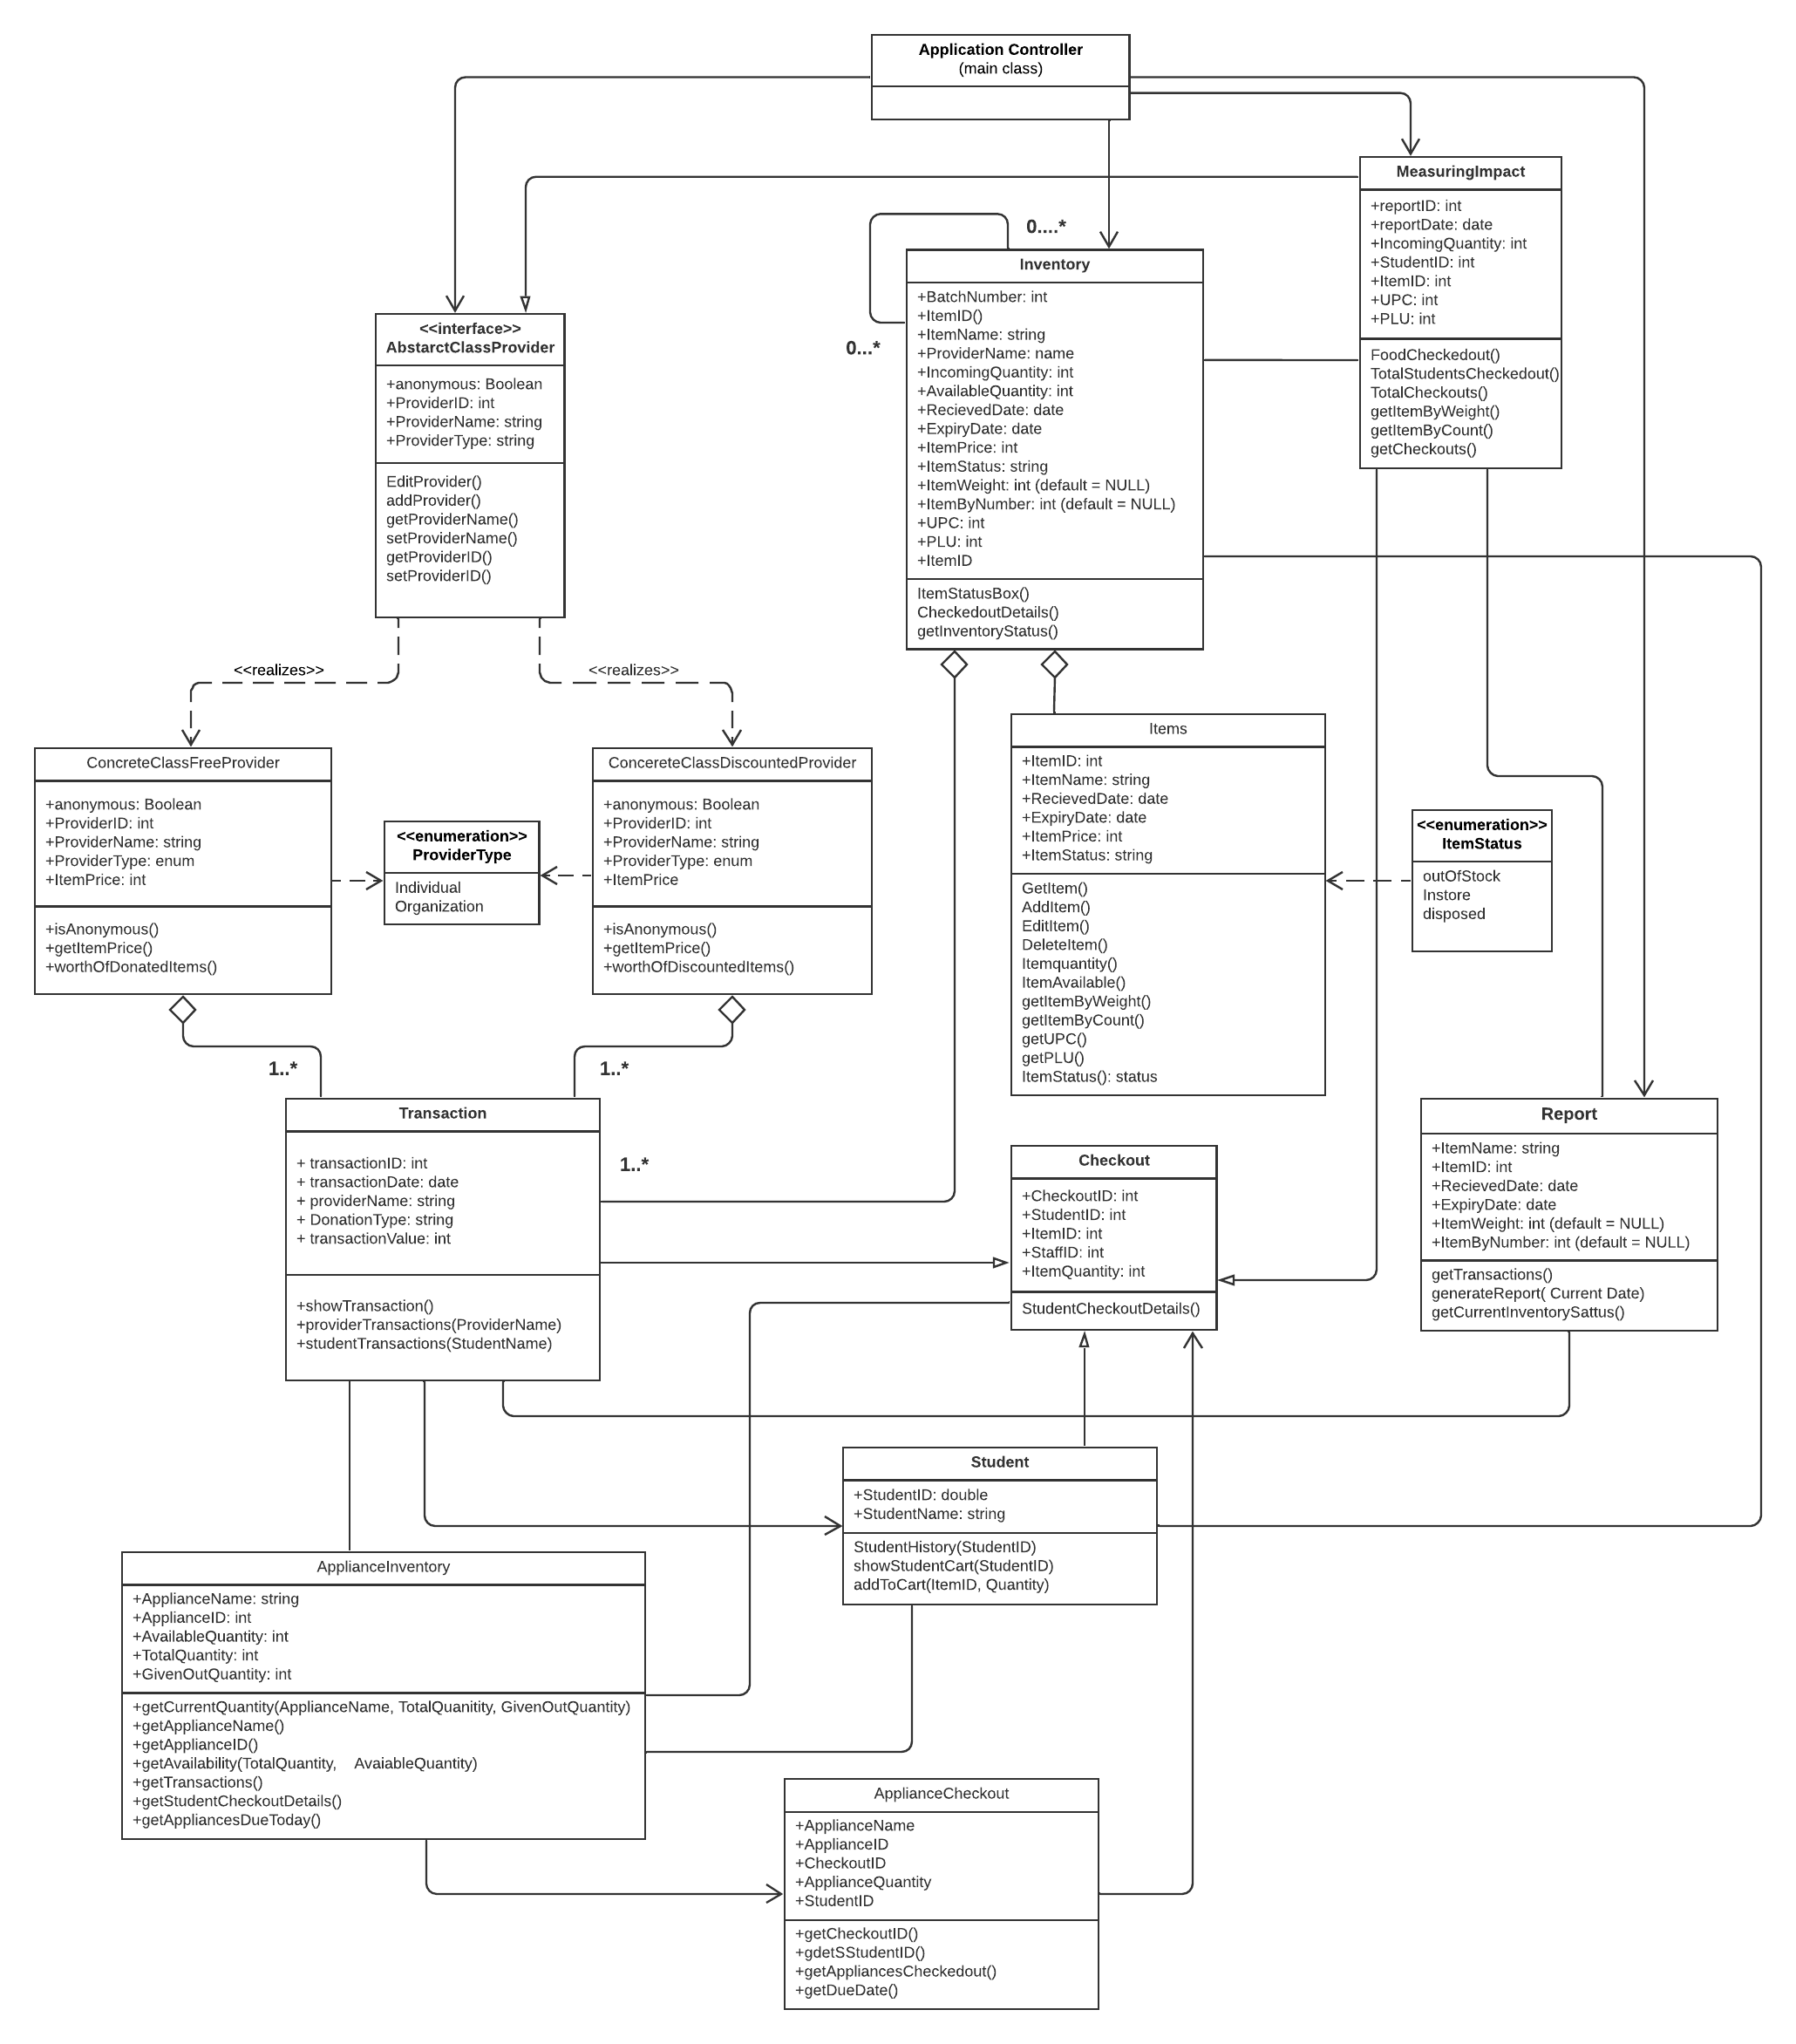 Application Controller
(main class)
MeasuringImpact
+reportID: int
+reportDate: date
+IncomingQuantity: int
+StudentID: int
+ItemID: int
+UPC: int
+PLU: int
FoodCheckedout()
TotalStudentsCheckedout()
TotalCheckouts()
getItemByWeight()
getItemByCount()
getCheckouts()
0....*
0...*
Inventory
+BatchNumber: int
+ItemID()
+ItemName: string
+ProviderName: name
+IncomingQuantity: int
+AvailableQuantity: int
+RecievedDate: date
+ExpiryDate: date
+ItemPrice: int
+ItemStatus: string
+ItemWeight: int (default = NULL)
+ItemByNumber: int (default = NULL)
+UPC: int
+PLU: int
+ItemID
ItemStatusBox()
CheckedoutDetails()
getInventoryStatus()
<<interface>>
AbstarctClassProvider
+anonymous: Boolean
+ProviderID: int
+ProviderName: string
+ProviderType: string
EditProvider()
addProvider()
getProviderName()
setProviderName()
getProviderID()
setProviderID()
<<realizes>>
<<realizes>>
ConcreteClassFreeProvider
+anonymous: Boolean
+ProviderID: int
+ProviderName: string
+ProviderType: enum
+ItemPrice: int
+isAnonymous()
+getItemPrice()
+worthOfDonatedItems()
<<enumeration>>
ProviderType
Individual
Organization
ConcereteClassDiscountedProvider
+anonymous: Boolean
+ProviderID: int
+ProviderName: string
+ProviderType: enum
+ItemPrice
+isAnonymous()
+getItemPrice()
+worthOfDiscountedItems()
Items
+ItemID: int
+ItemName: string
+RecievedDate: date
+ExpiryDate: date
+ItemPrice: int
+ItemStatus: string
GetItem()
AddItem()
EditItem()
DeleteItem()
Itemquantity()
ItemAvailable()
getItemByWeight()
getItemByCount()
getUPC()
getPLU()
ItemStatus(): status
<<enumeration>>
ItemStatus
outOfStock
Instore
disposed
1..*
1..*
1..*
Transaction
+ transactionID: int
+ transactionDate: date
+ providerName: string
+ DonationType: string
+ transactionValue: int
+showTransaction()
+providerTransactions(ProviderName)
+studentTransactions(StudentName)
Checkout
+CheckoutID: int
+StudentID: int
+ItemID: int
+StaffID: int
+ItemQuantity: int
StudentCheckoutDetails()
Report
+ItemName: string
+ItemID: int
+RecievedDate: date
+ExpiryDate: date
+ItemWeight: int (default = NULL)
+ItemByNumber: int (default = NULL)
getTransactions()
generateReport( Current Date)
getCurrentInventorySattus()
Student
+StudentID: double
+StudentName: string
StudentHistory(StudentID)
showStudentCart(StudentID)
addToCart(ItemID, Quantity)
ApplianceInventory
+ApplianceName: string
+ApplianceID: int
+AvailableQuantity: int
+TotalQuantity: int
+GivenOutQuantity: int
+getCurrentQuantity(ApplianceName, TotalQuanitity, GivenOutQuantity)
+getApplianceName()
+getApplianceID()
+getAvailability(TotalQuantity, AvaiableQuantity)
+getTransactions()
+getStudentCheckoutDetails()
+getAppliancesDueToday()
ApplianceCheckout
+ApplianceName
+ApplianceID
+CheckoutID
+ApplianceQuantity
+StudentID
+getCheckoutID()
+gdetSStudentID()
+getAppliancesCheckedout()
+getDueDate()